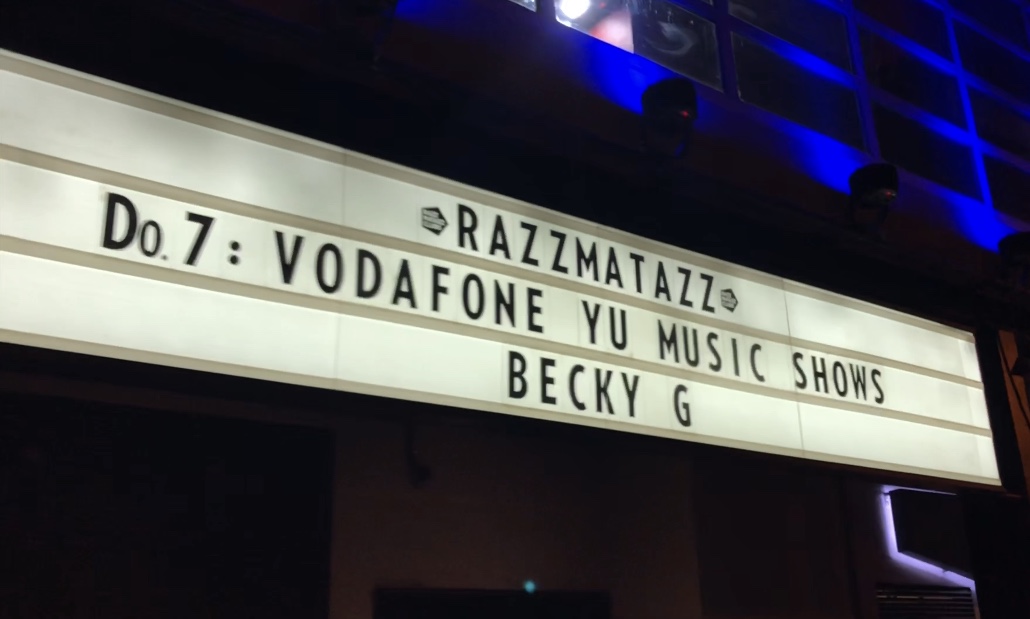 RAZZMATAZZ
Do. 7: VODAFONE YU MUSIC SHOWS
BECKY G